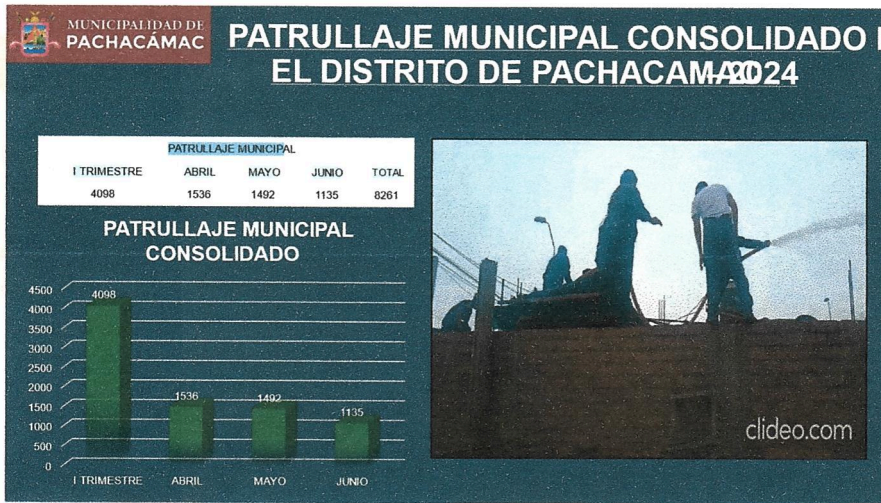 MUNICIPALIDAD DE
PACHACÁMAC
PATRULLAJE MUNICIPAL CONSOLIDADO
EL DISTRITO DE PACHACAMAC-2024
PATRULLAJE MUNICIPAL
I TRIMESTRE ABRIL MAYO JUNIO TOTAL
4098 1536 1492 1135 8261
PATRULLAJE MUNICIPAL
CONSOLIDADO
4500
4000
3500
3000
2500
2000
1500
1000
500
0
4098
1536
1492
1135
I TRIMESTRE ABRIL MAYO JUNIO
clideo.com